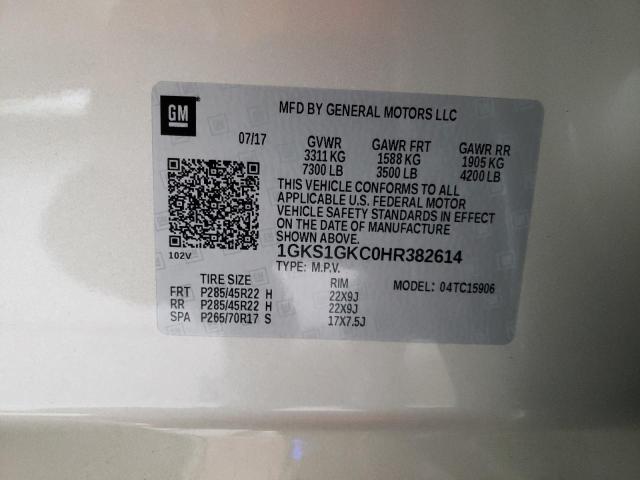 GM
MFD BY GENERAL MOTORS LLC
07/17
GVWR GAWR FRT GAWR RR
3311 KG 1588 KG 1905 KG
7300 LB 3500 LB 4200 LB
THIS VEHICLE CONFORMS TO ALL
APPLICABLE U.S. FEDERAL MOTOR
VEHICLE SAFETY STANDARDS IN EFFECT
ON THE DATE OF MANUFACTURE
SHOWN ABOVE.
102V
1GKS1GKC0HR382614
TYPE: M.P.V.
MODEL: 04TC15906
TIRE SIZE RIM
FRT P285/45R22 H 22X9J
RR P285/45R22 H 22X9J
SPA P265/70R17 S 17X7.5J